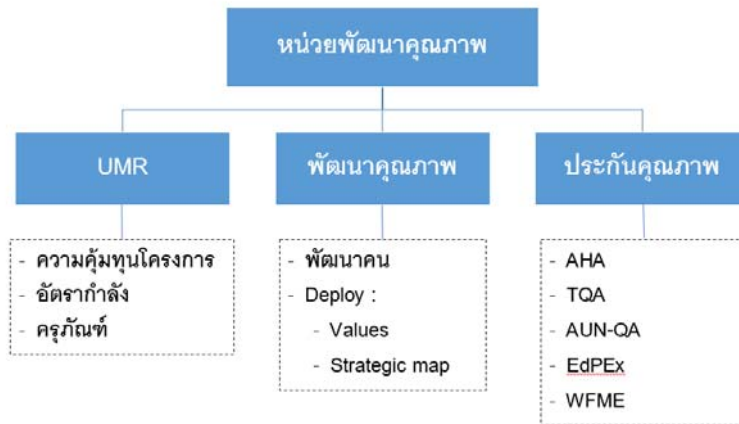 หน่วยพัฒนาคุณภาพ
UMR
- ความคุ้มทุนโครงการ
- อัตรากำลัง
- ครุภัณฑ์
พัฒนาคุณภาพ
- พัฒนาคน
- Deploy :
- Values
- Strategic map
ประกันคุณภาพ
- AHA
- TQA
- AUN-QA
- EdPEx
- WFME